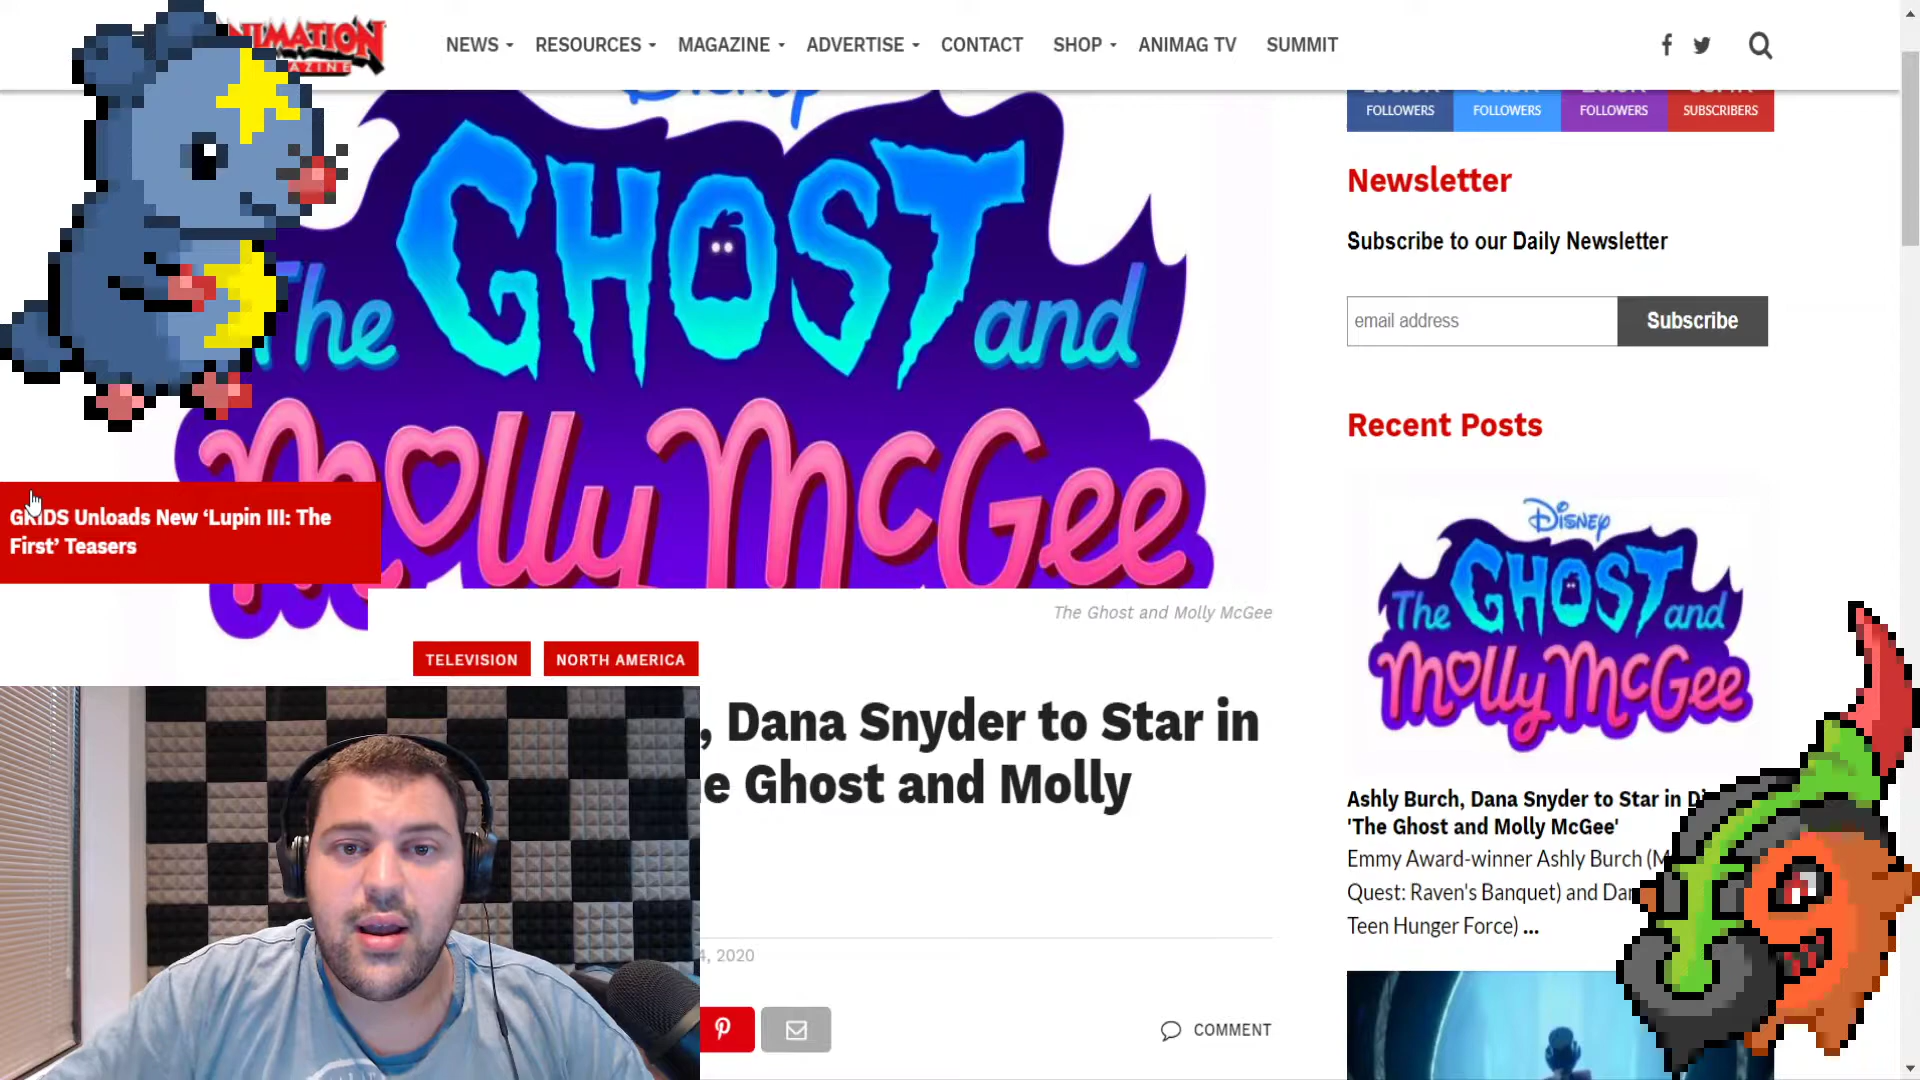 NEWS
RESOURCES
MAGAZINE
ADVERTISE
CONTACT
SHOP
ANIMAG TV
SUMMIT
The GHOST and
Molly McGee
The Ghost and Molly McGee
GKIDS Unloads New ‘Lupin III: The
First’ Teasers
TELEVISION
NORTH AMERICA
, Dana Snyder to Star in
Ghost and Molly
4, 2020
COMMENT
FOLLOWERS
FOLLOWERS
FOLLOWERS
SUBSCRIBERS
Newsletter
Subscribe to our Daily Newsletter
email address
Subscribe
Recent Posts
Disney
The GHOST and
Molly McGee
Ashly Burch, Dana Snyder to Star in
'The Ghost and Molly McGee'
Emmy Award-winner Ashly Burch
Quest: Raven's Banquet) and
Teen Hunger Force) ...